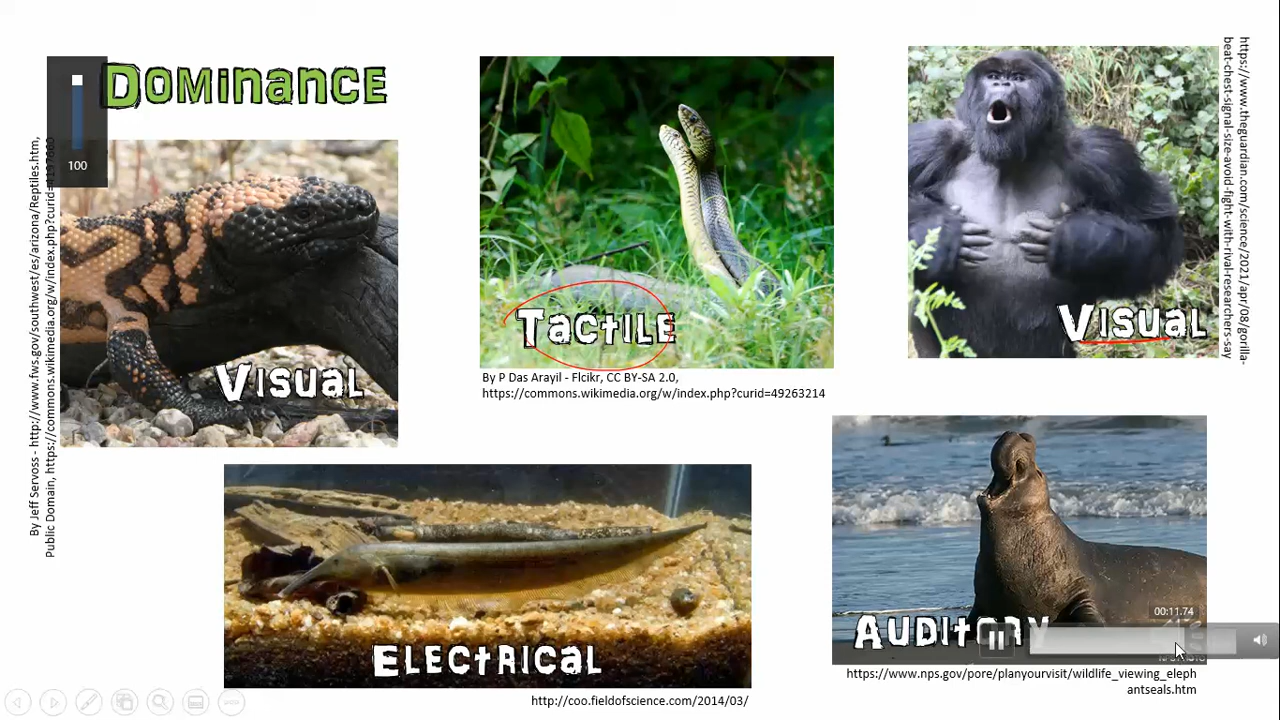 Dominance
100
By Jeff Servoss - http://www.fws.gov/southwest/es/arizona/Reptiles.htm,
Public Domain, https://commons.wikimedia.org/w/index.php?curid=
Visual
Tactile
By P Das Arayil - Flcikr, CC BY-SA 2.0,
https://commons.wikimedia.org/w/index.php?curid=49263214
Visual
https://www.theguardian.com/science/2021/apr/08/gorilla-
beat-chest-signal-size-avoid-fight-with-rival-researchers-say
Electrical
http://coo.fieldofscience.com/2014/03/
Auditory
00:11.74
https://www.nps.gov/pore/planyourvisit/wildlife_viewing_eleph
antseals.htm